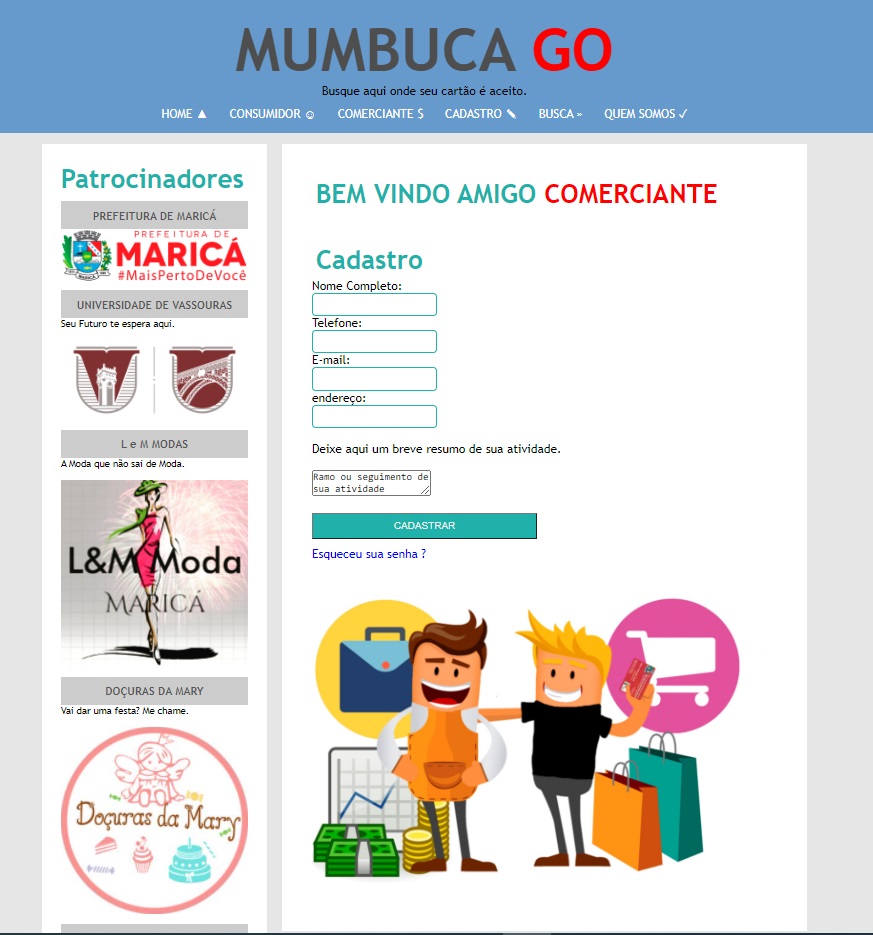 MUMBUCA GO
Busque aqui onde seu cartão é aceito.
HOME ▲ CONSUMIDOR ☺ COMERCIANTE $ CADASTRO ✎ BUSCA » QUEM SOMOS ✓
Patrocinadores
PREFEITURA DE MARICÁ
PREFEITURA DE
MARICÁ
#MaisPertoDeVocê
UNIVERSIDADE DE VASSOURAS
Seu Futuro te espera aqui.
L e M MODAS
A Moda que não sai de Moda.
L&M Moda
MARICÁ
DOÇURAS DA MARY
Vai dar uma festa? Me chame.
Doçuras da Mary
BEM VINDO AMIGO COMERCIANTE
Cadastro
Nome Completo:
Telefone:
E-mail:
endereço:
Deixe aqui um breve resumo de sua atividade.
Ramo ou seguimento de
sua atividade
CADASTRAR
Esqueceu sua senha ?